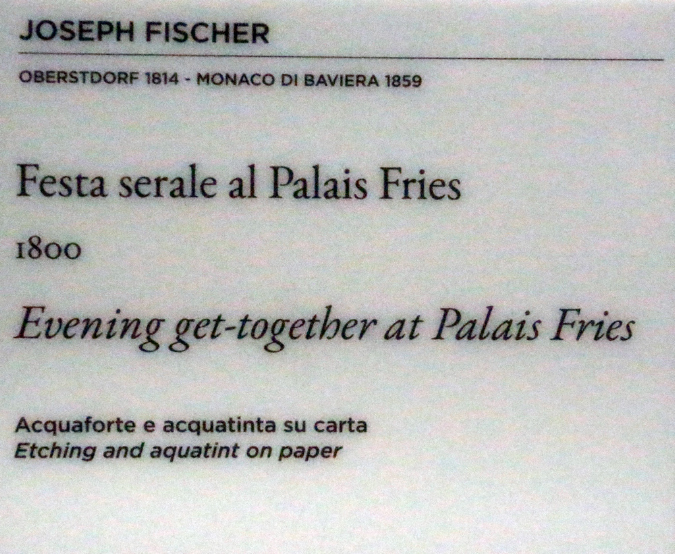 JOSEPH FISCHER
OBERSTDORF 1814 - MONACO DI BAVIERA 1859
Festa serale al Palais Fries
1800
Evening get-together at Palais Fries
Acquaforte e acquatinta su carta
Etching and aquatint on paper